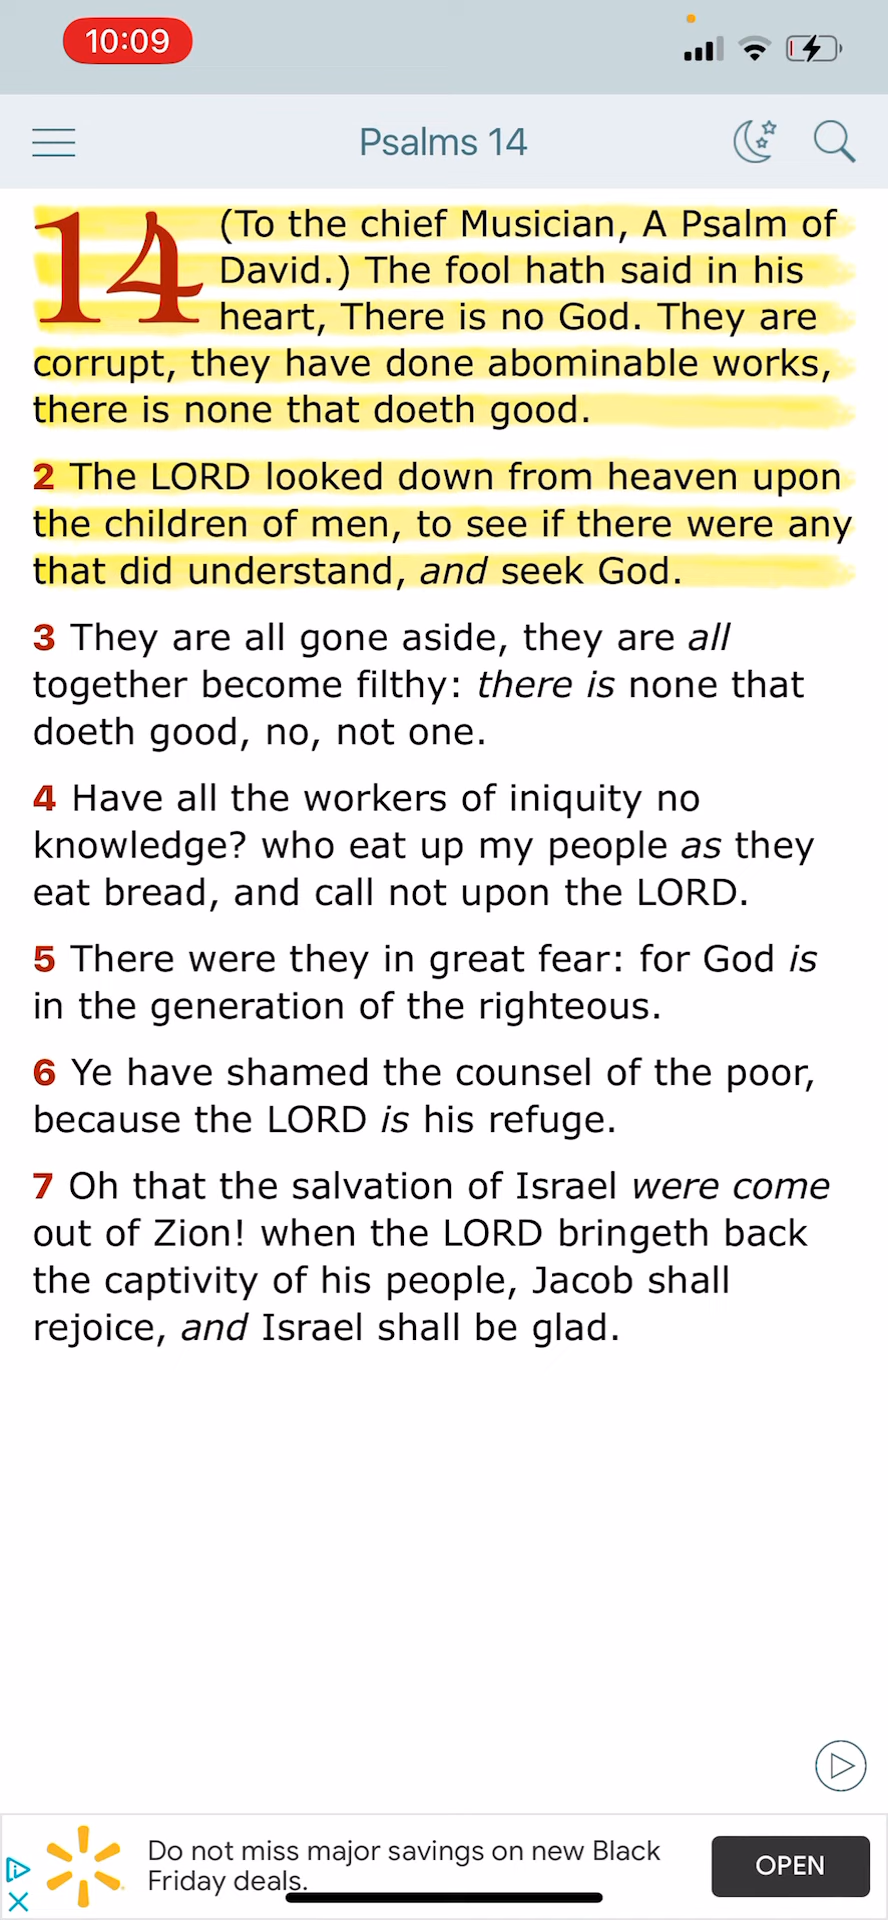 10:09
Psalms 14
14 (To the chief Musician, A Psalm of
David.) The fool hath said in his
heart, There is no God. They are
corrupt, they have done abominable works,
there is none that doeth good.
2 The LORD looked down from heaven upon
the children of men, to see if there were any
that did understand, and seek God.
3 They are all gone aside, they are all
together become filthy: there is none that
doeth good, no, not one.
4 Have all the workers of iniquity no
knowledge? who eat up my people as they
eat bread, and call not upon the LORD.
5 There were they in great fear: for God is
in the generation of the righteous.
6 Ye have shamed the counsel of the poor,
because the LORD is his refuge.
7 Oh that the salvation of Israel were come
out of Zion! when the LORD bringeth back
the captivity of his people, Jacob shall
rejoice, and Israel shall be glad.
Do not miss major savings on new Black
Friday deals.
OPEN